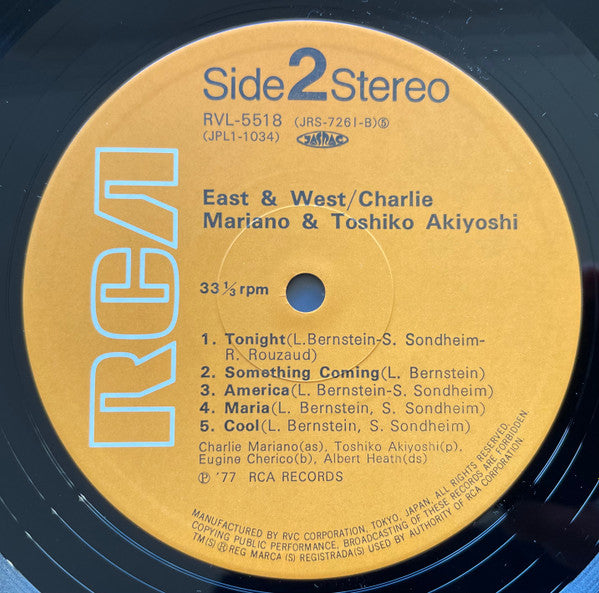 Side 2 Stereo
RVL-5518 (JRS-7261-B)⑤
(JPL1-1034) JASRAC
East & West/Charlie
Mariano & Toshiko Akiyoshi
RCA
33⅓rpm
1. Tonight(L.Bernstein-S. Sondheim-
R. Rouzaud)
2. Something Coming(L. Bernstein)
3. America(L. Bernstein-S. Sondheim)
4. Maria(L. Bernstein, S. Sondheim)
5. Cool(L. Bernstein, S. Sondheim)
Charlie Mariano(as), Toshiko Akiyoshi(p),
Eugine Cherico(b), Albert Heath(ds)
℗ '77 RCA RECORDS
MANUFACTURED BY RVC CORPORATION, TOKYO, JAPAN. ALL RIGHTS RESERVED.
COPYING PUBLIC PERFORMANCE, BROADCASTING OF THESE RECORDS ARE FORBIDDEN.
TM(S) ® REG MARCA (S) REGISTRADA(S) USED BY AUTHORITY OF RCA CORPORATION.